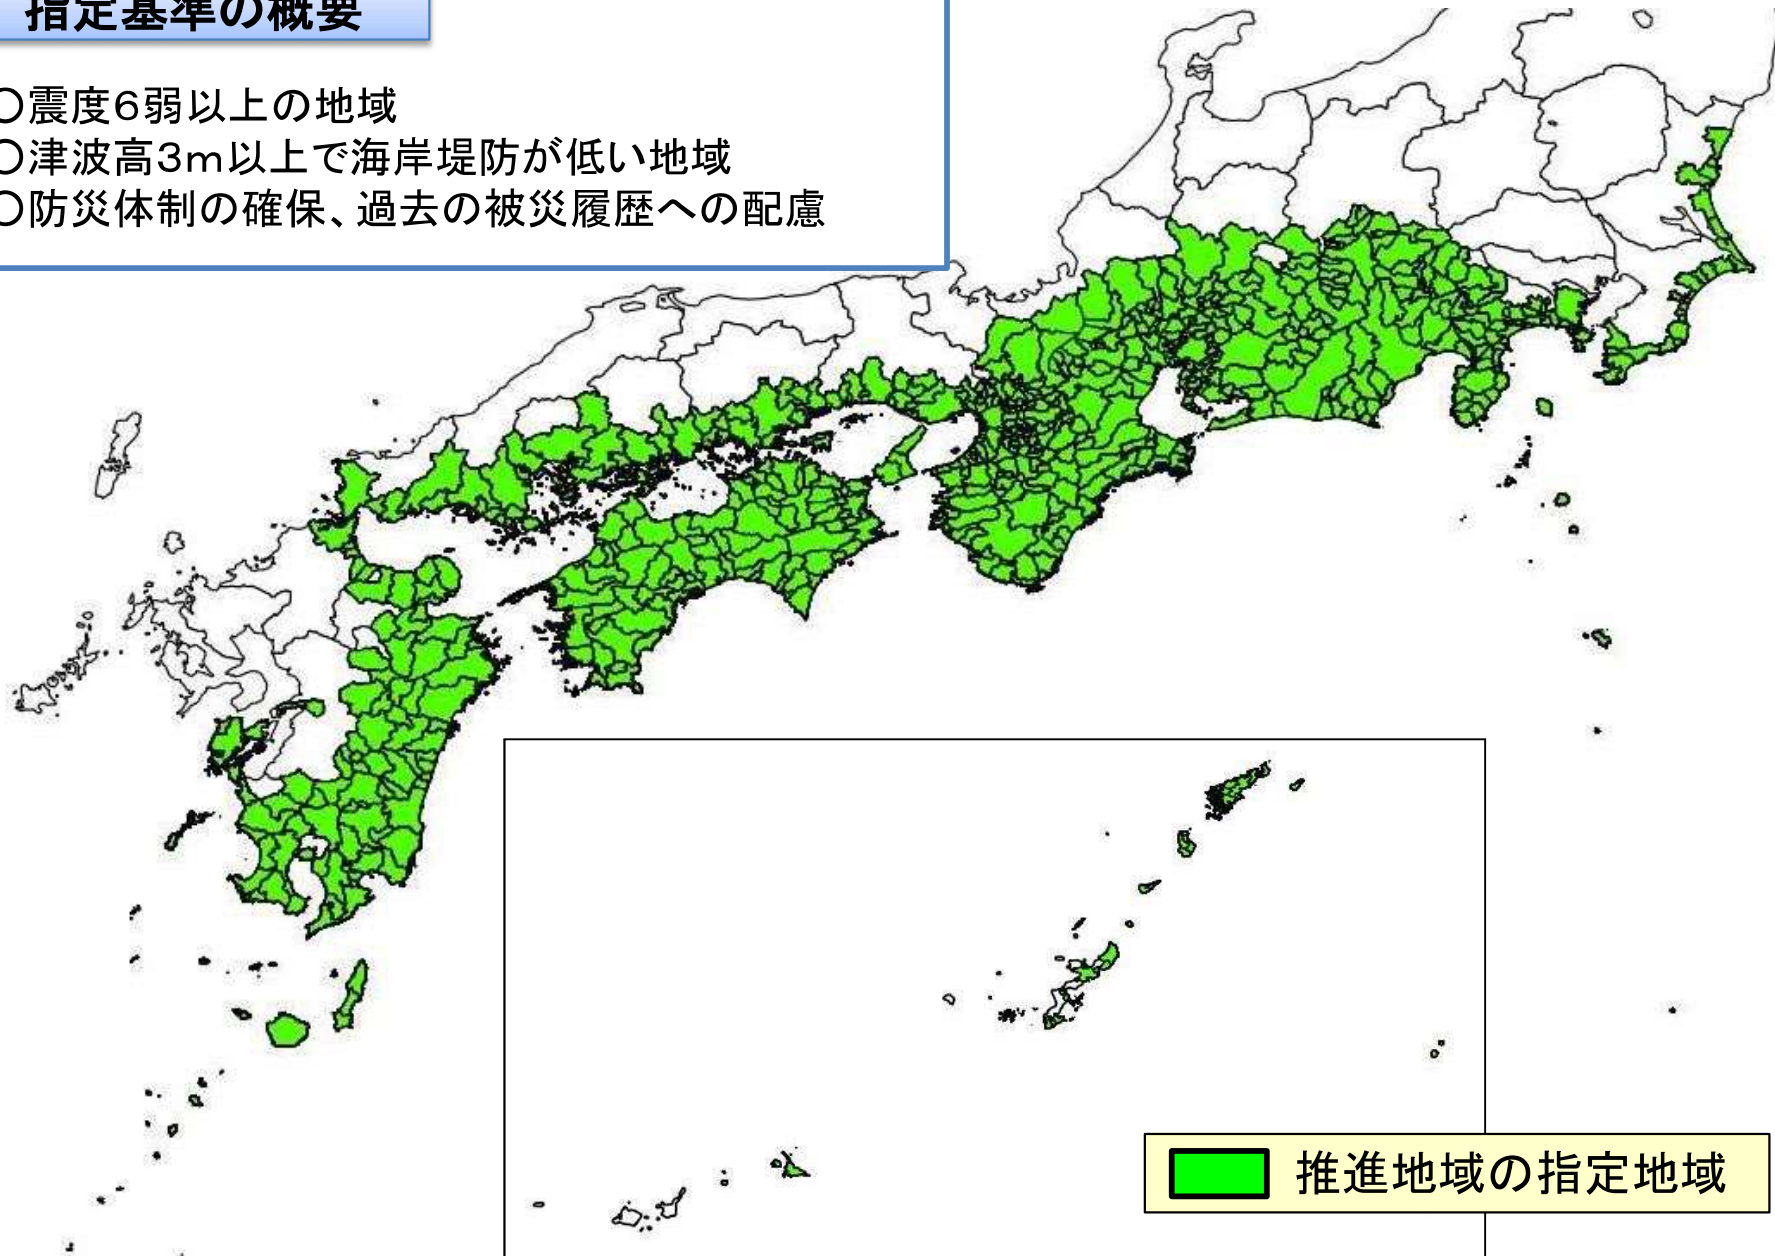 指定基準の概要
○震度6弱以上の地域
○津波高3m以上で海岸堤防が低い地域
○防災体制の確保、過去の被災履歴への配慮
推進地域の指定地域